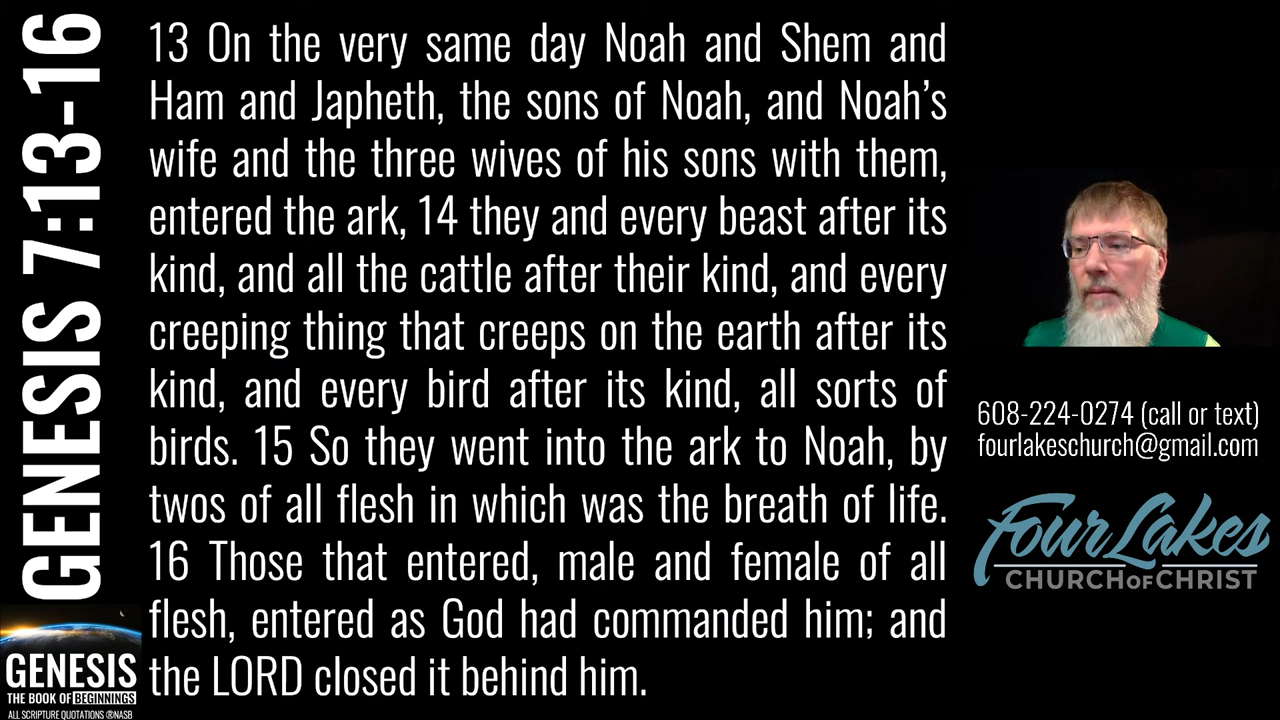 GENESIS 7:13-16
13 On the very same day Noah and Shem and
Ham and Japheth, the sons of Noah, and Noah’s
wife and the three wives of his sons with them,
entered the ark, 14 they and every beast after its
kind, and all the cattle after their kind, and every
creeping thing that creeps on the earth after its
kind, and every bird after its kind, all sorts of
birds. 15 So they went into the ark to Noah, by
twos of all flesh in which was the breath of life.
16 Those that entered, male and female of all
flesh, entered as God had commanded him; and
the LORD closed it behind him.
GENESIS
THE BOOK OF BEGINNINGS
ALL SCRIPTURE QUOTATIONS ®NASB
608-224-0274 (call or text)
fourlakeschurch@gmail.com
Four Lakes
CHURCH OF CHRIST